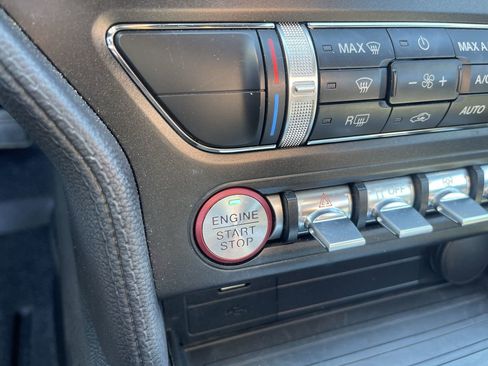 MAX
MAX A
R
- +
A/C
AUTO
ENGINE
START
STOP
OFF